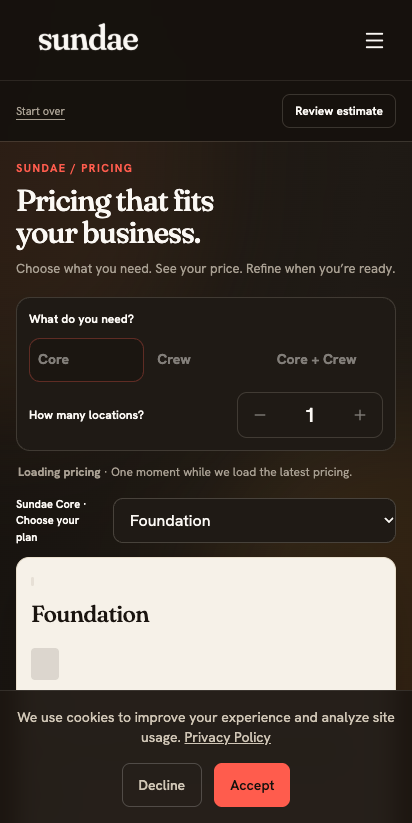 sundae
Start over
Review estimate
SUNDAE / PRICING
Pricing that fits
your business.
Choose what you need. See your price. Refine when you’re ready.
What do you need?
Core
Crew
Core + Crew
How many locations?
− 1 +
Loading pricing · One moment while we load the latest pricing.
Sundae Core ·
Choose your
plan
Foundation
Foundation
We use cookies to improve your experience and analyze site
usage. Privacy Policy
Decline
Accept